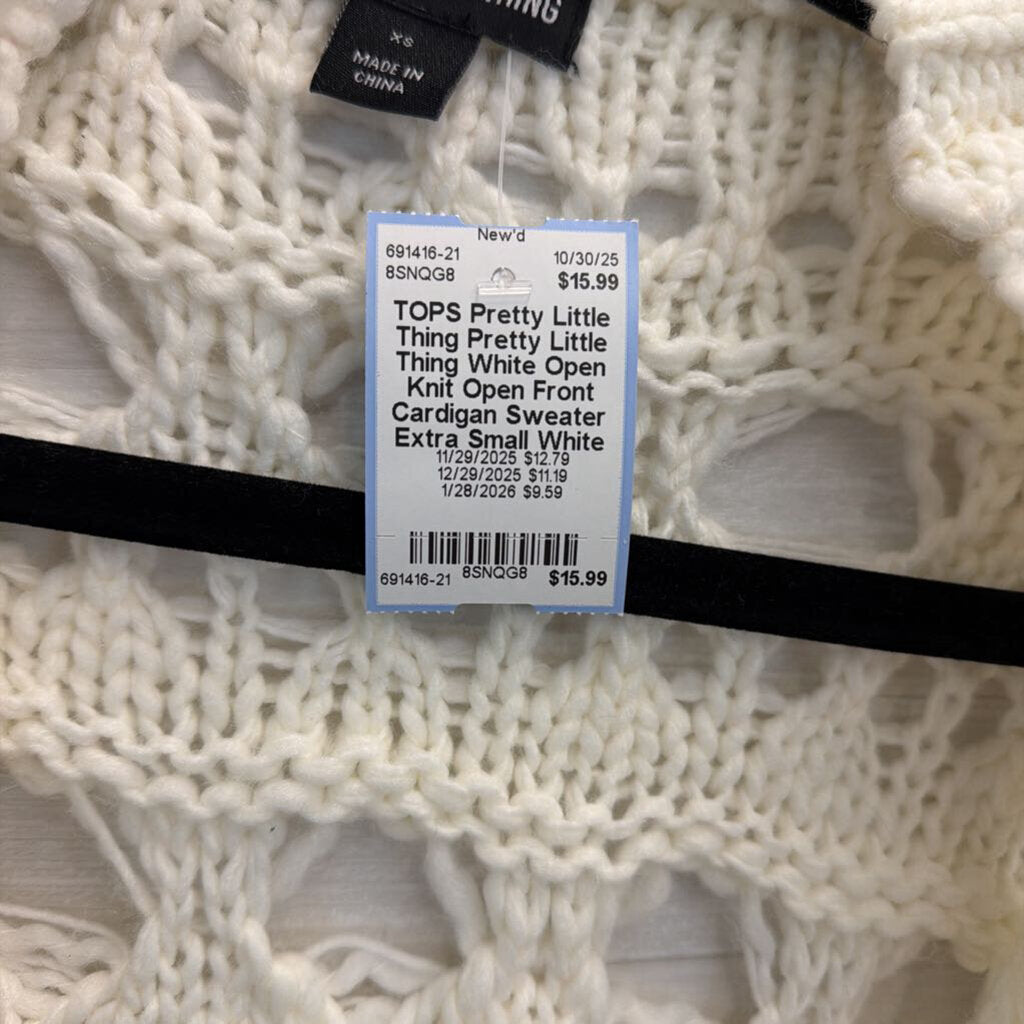 XS
MADE IN
CHINA
New'd
691416-21 10/30/25
8SNQG8 $15.99
TOPS Pretty Little
Thing Pretty Little
Thing White Open
Knit Open Front
Cardigan Sweater
Extra Small White
11/29/2025 $12.79
12/29/2025 $11.19
1/28/2026 $9.59
691416-21 8SNQG8 $15.99